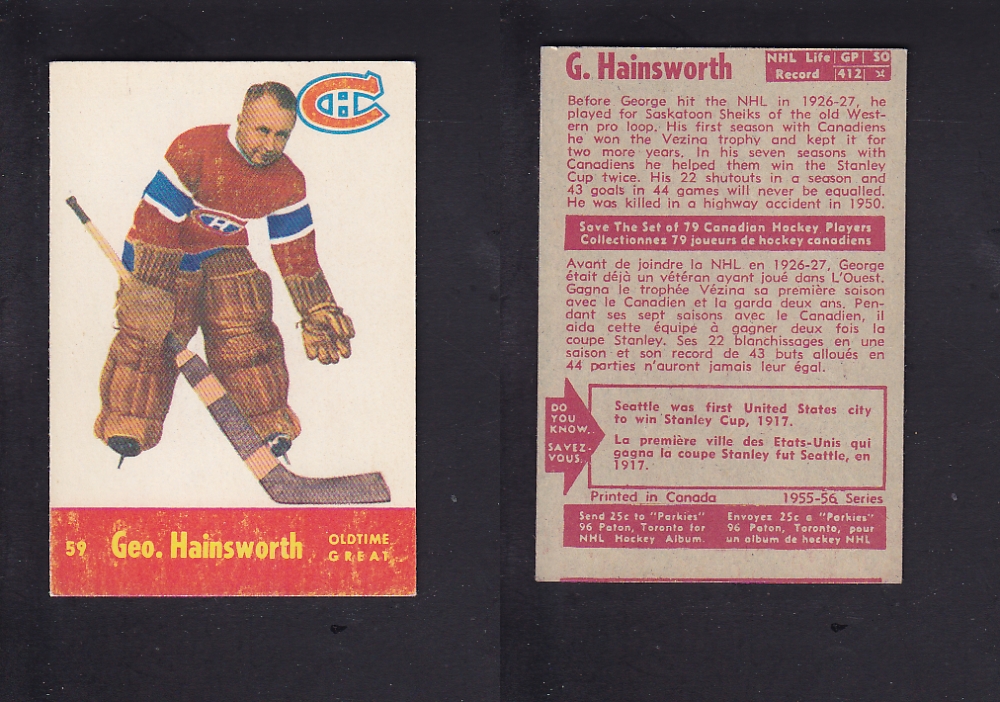 59 Geo. Hainsworth OLDTIME
GREAT
G. Hainsworth
NHL Life GP SO
Record 412
Before George hit the NHL in 1926-27, he
played for Saskatoon Sheiks of the old West-
ern pro loop. His first season with Canadiens
he won the Vezina trophy and kept it for
two more years. In his seven seasons with
Canadiens he helped them win the Stanley
Cup twice. His 22 shutouts in a season and
43 goals in 44 games will never be equalled.
He was killed in a highway accident in 1950.
Save The Set of 79 Canadian Hockey Players
Collectionnez 79 joueurs de hockey canadiens
Avant de joindre la NHL en 1926-27, George
était déjà un vétéran ayant joué dans L'Ouest.
Gagna le trophée Vézina sa première saison
avec le Canadien et la garda deux ans. Pen-
dant ses sept saisons avec le Canadien, il
aida cette équipé à gagner deux fois la
coupe Stanley. Ses 22 blanchissages en une
saison et son record de 43 buts alloués en
44 parties n'auront jamais leur égal.
DO
YOU
KNOW..
SAVEZ-
VOUS.
Seattle was first United States city
to win Stanley Cup, 1917.
La première ville des Etats-Unis qui
gagna la coupe Stanley fut Seattle, en
1917.
Printed in Canada 1955-56 Series
Send 25c to "Parkies"
96 Paton, Toronto for
NHL Hockey Album.
Envoyez 25c a "Parkies"
96 Paton, Toronto, pour
un album de hockey NHL